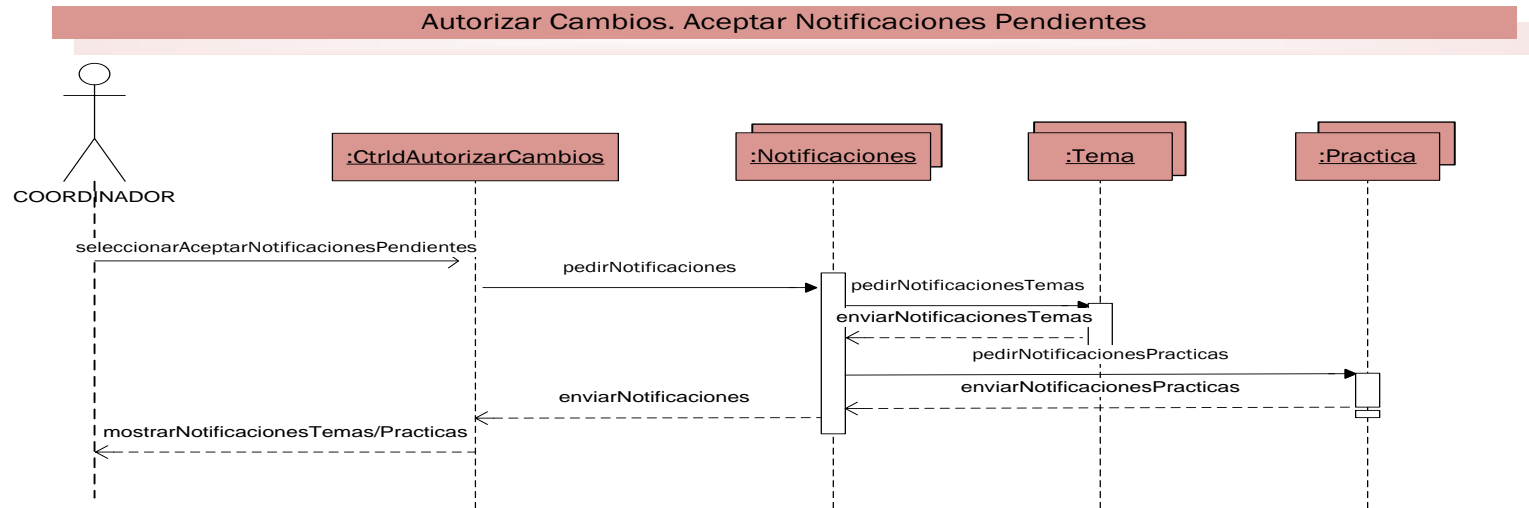 Autorizar Cambios. Aceptar Notificaciones Pendientes
:CtrldAutorizarCambios
:Notificaciones
:Tema
:Practica
COORDINADOR
seleccionarAceptarNotificacionesPendientes
pedirNotificaciones
pedirNotificacionesTemas
enviarNotificacionesTemas
pedirNotificacionesPracticas
enviarNotificacionesPracticas
enviarNotificaciones
mostrarNotificacionesTemas/Practicas